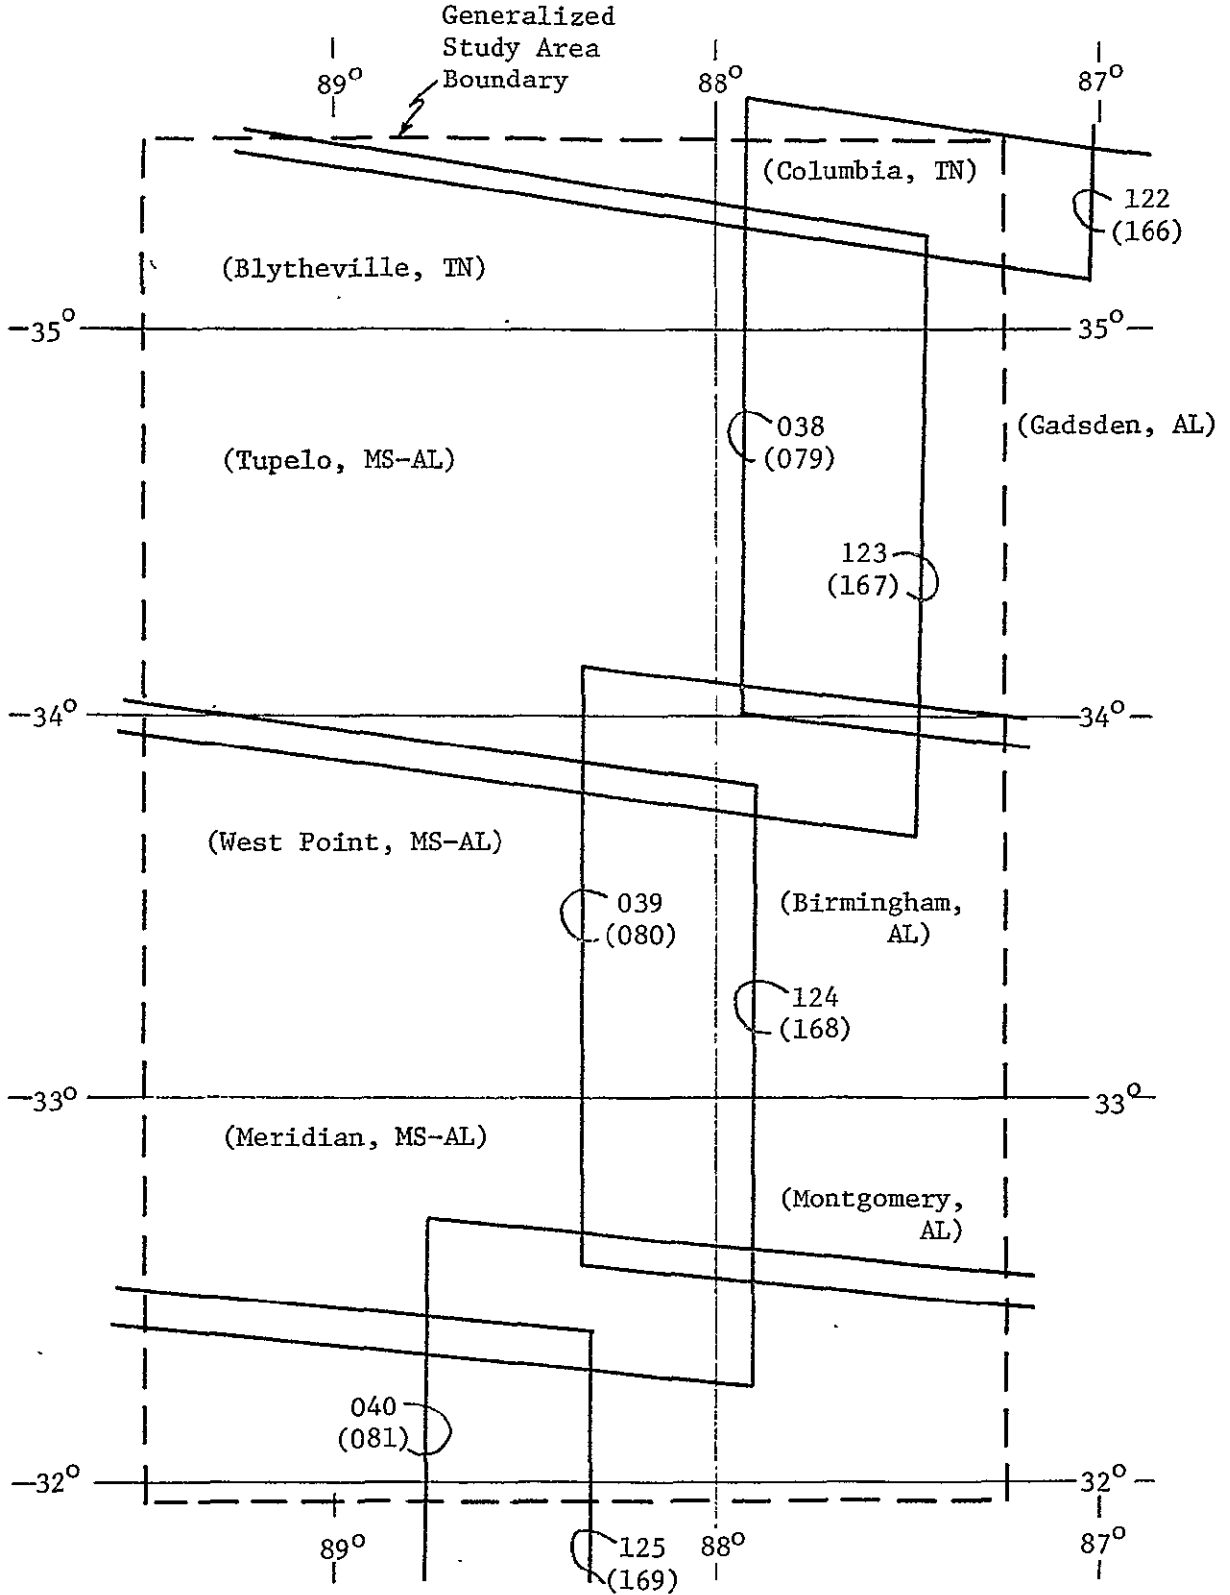 Generalized
Study Area
Boundary
89°
88°
87°
(Columbia, TN)
122
(166)
(Blytheville, TN)
35°
35°
038
(079)
(Gadsden, AL)
(Tupelo, MS-AL)
123
(167)
34°
34°
(West Point, MS-AL)
039
(080)
(Birmingham,
AL)
124
(168)
33°
33°
(Meridian, MS-AL)
(Montgomery,
AL)
040
(081)
32°
32°
89°
125
(169)
88°
87°